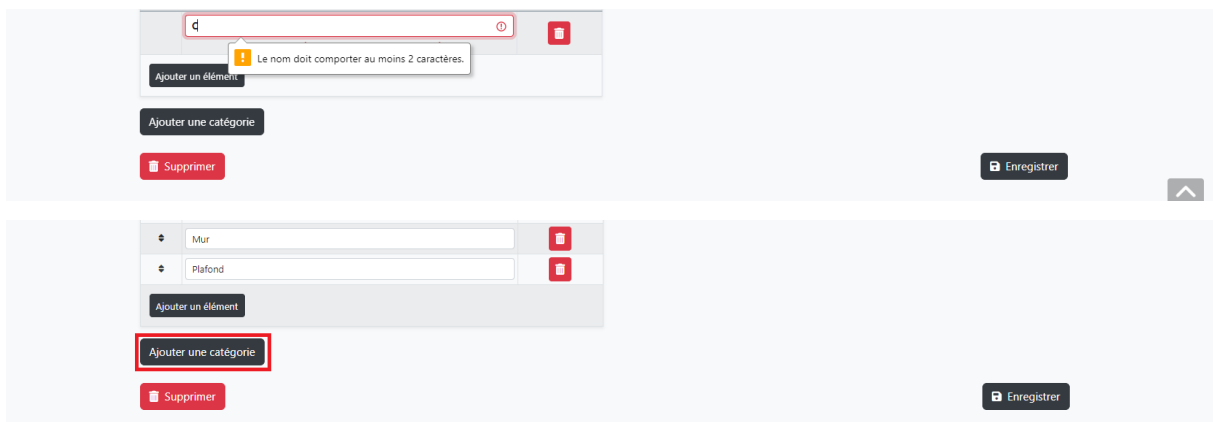 c
Le nom doit comporter au moins 2 caractères.
Ajouter un élément
Ajouter une catégorie
Supprimer
Enregistrer
Mur
Plafond
Ajouter un élément
Ajouter une catégorie
Supprimer
Enregistrer